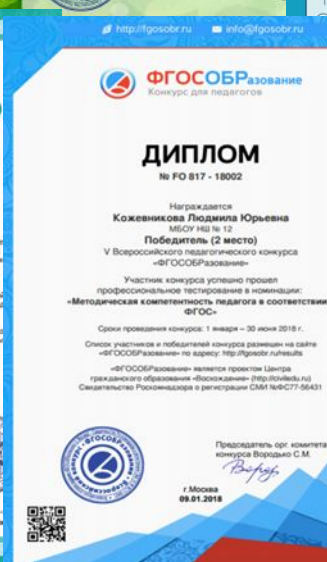 http://fgosobr.ru info@fgosobr.ru
ФГОСОБРазование
Конкурс для педагогов
ДИПЛОМ
№ FO 817 - 18002
Награждается
Кожевникова Людмила Юрьевна
МБОУ НШ № 12
Победитель (2 место)
V Всероссийского педагогического конкурса
«ФГОСОБРазование»
Участник конкурса успешно прошел
профессиональное тестирование в номинации:
«Методическая компетентность педагога в соответствии
ФГОС»
Сроки проведения конкурса: 1 января – 30 июня 2018 г.
Список участников и победителей конкурса размещен на сайте
«ФГОСОБРазование» по адресу: http://fgosobr.ru/results
«ФГОСОБРазование» является проектом Центра
гражданского образования «Восхождение» (http://civiledu.ru)
Свидетельство Роскомнадзора о регистрации СМИ №ФС77-56431
Председатель орг. комитета
конкурса Вородько С.М.
г.Москва
09.01.2018